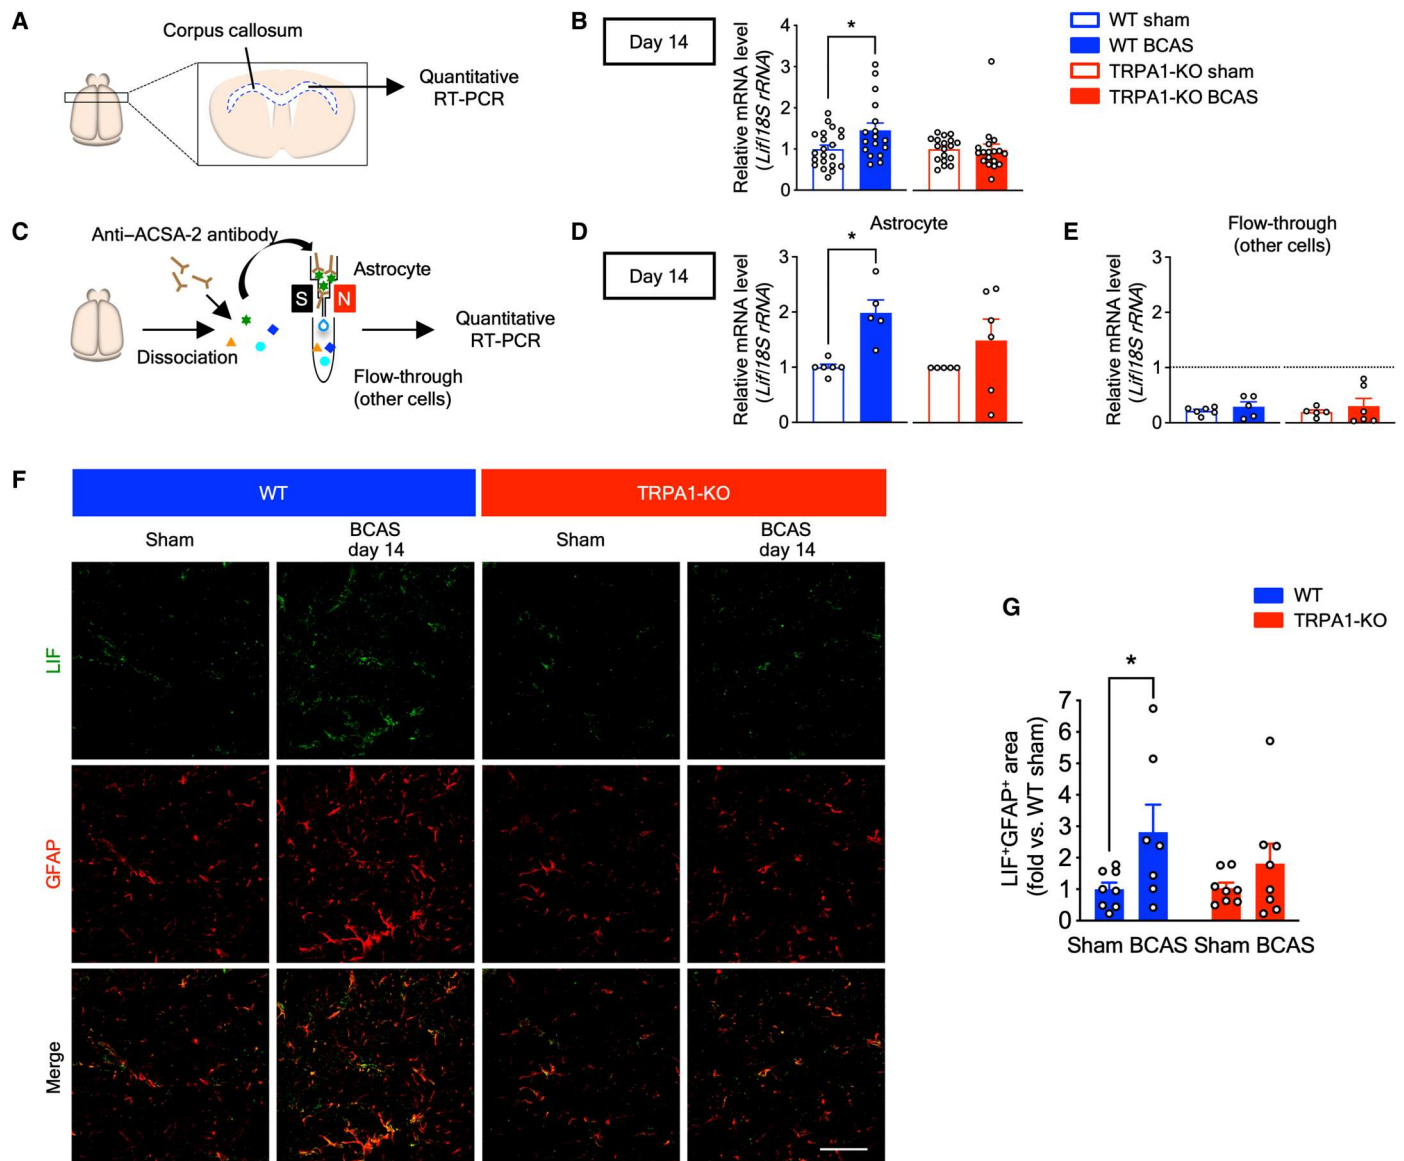 A
Corpus callosum
Quantitative
RT-PCR
B
Day 14
Relative mRNA level
(Lif/18S rRNA)
4
3
2
1
0
*
WT sham
WT BCAS
TRPA1-KO sham
TRPA1-KO BCAS
C
Anti–ACSA-2 antibody
Astrocyte
S
N
Dissociation
Quantitative
RT-PCR
Flow-through
(other cells)
D
Day 14
Astrocyte
Relative mRNA level
(Lif/18S rRNA)
3
2
1
0
*
E
Flow-through
(other cells)
Relative mRNA level
(Lif/18S rRNA)
3
2
1
0
F
WT
TRPA1-KO
Sham
BCAS
day 14
Sham
BCAS
day 14
LIF
GFAP
Merge
G
WT
TRPA1-KO
LIF⁺GFAP⁺ area
(fold vs. WT sham)
7
6
5
4
3
2
1
0
*
Sham BCAS Sham BCAS